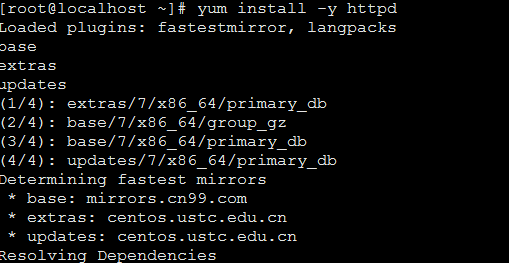 [root@localhost ~]# yum install -y httpd
Loaded plugins: fastestmirror, langpacks
base
extras
updates
(1/4): extras/7/x86_64/primary_db
(2/4): base/7/x86_64/group_gz
(3/4): base/7/x86_64/primary_db
(4/4): updates/7/x86_64/primary_db
Determining fastest mirrors
 * base: mirrors.cn99.com
 * extras: centos.ustc.edu.cn
 * updates: centos.ustc.edu.cn
Resolving Dependencies